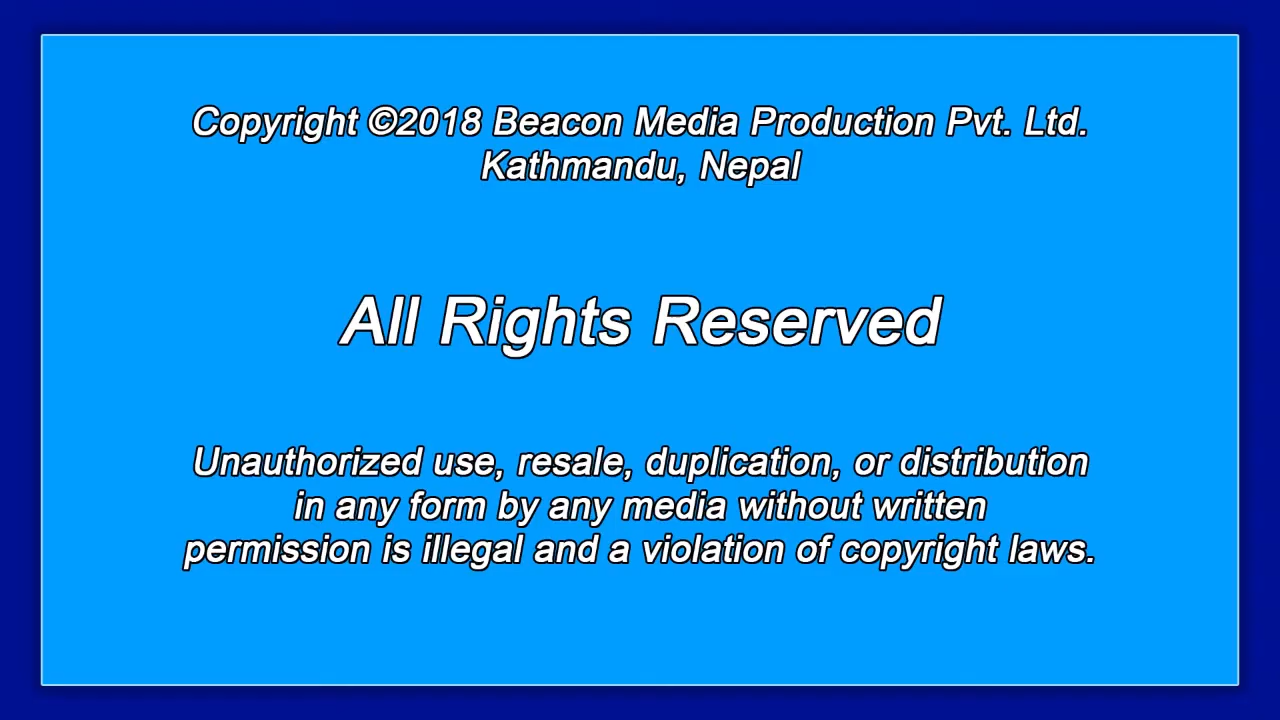 Copyright ©2018 Beacon Media Production Pvt. Ltd.
Kathmandu, Nepal
All Rights Reserved
Unauthorized use, resale, duplication, or distribution
in any form by any media without written
permission is illegal and a violation of copyright laws.